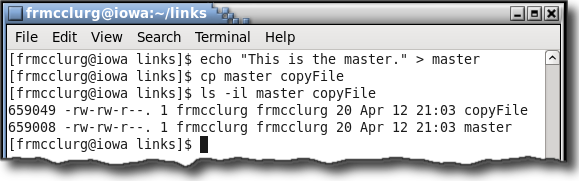 frmcclurg@iowa:~/links
File Edit View Search Terminal Help
[frmcclurg@iowa links]$ echo "This is the master." > master
[frmcclurg@iowa links]$ cp master copyFile
[frmcclurg@iowa links]$ ls -il master copyFile
659049 -rw-rw-r--. 1 frmcclurg frmcclurg 20 Apr 12 21:03 copyFile
659008 -rw-rw-r--. 1 frmcclurg frmcclurg 20 Apr 12 21:03 master
[frmcclurg@iowa links]$